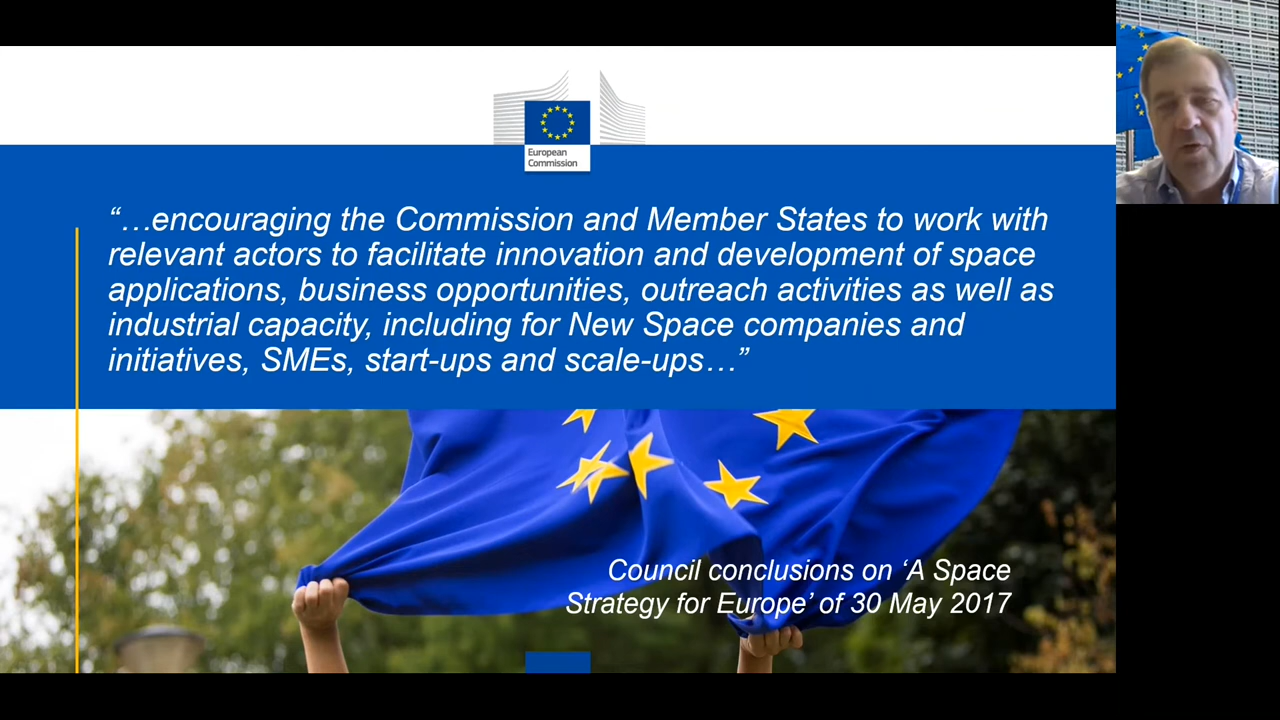 European
Commission
“…encouraging the Commission and Member States to work with
relevant actors to facilitate innovation and development of space
applications, business opportunities, outreach activities as well as
industrial capacity, including for New Space companies and
initiatives, SMEs, start-ups and scale-ups…”
Council conclusions on ‘A Space
Strategy for Europe’ of 30 May 2017